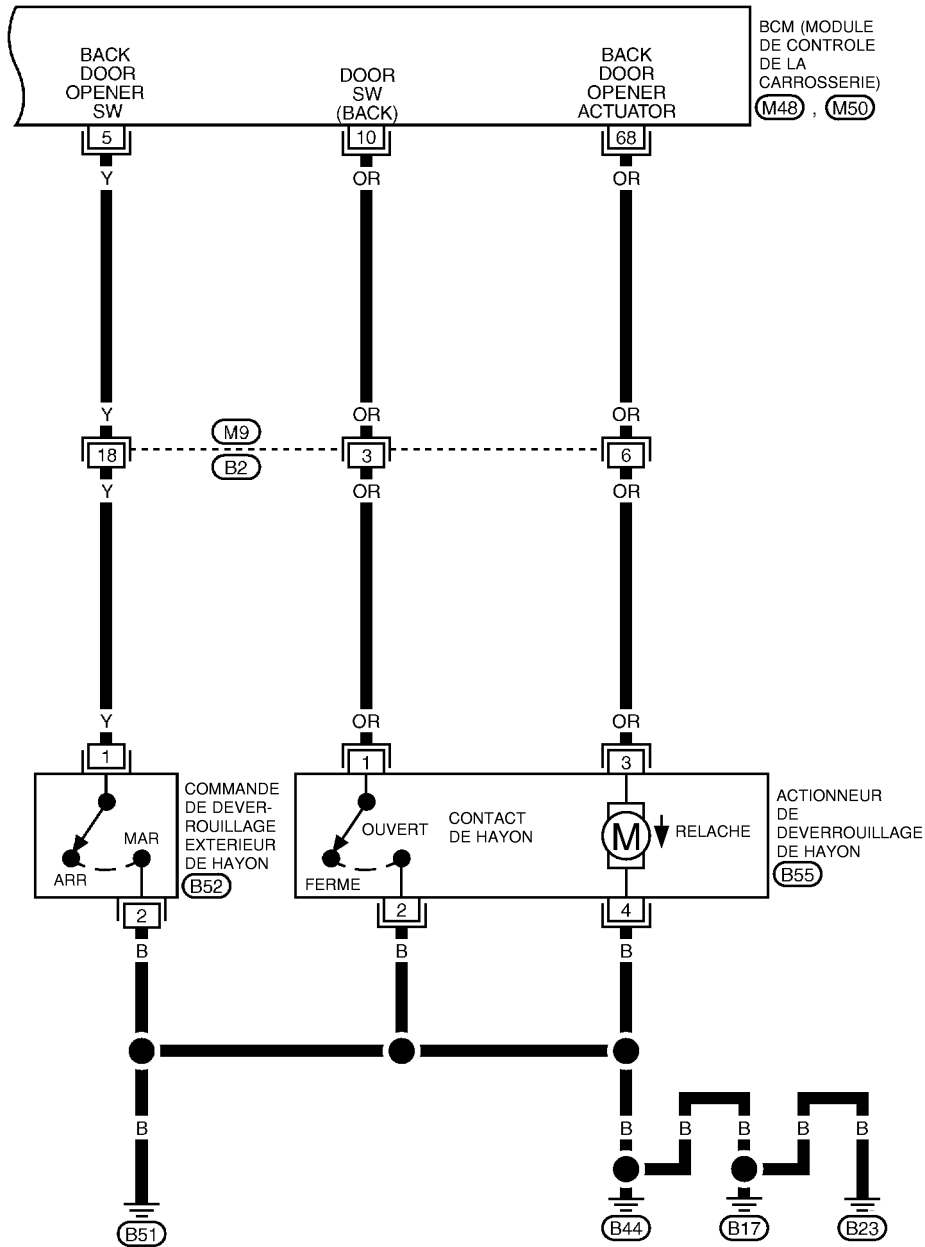 BCM (MODULE
DE CONTROLE
DE LA
CARROSSERIE)
M48 , M50
BACK
DOOR
OPENER
SW
DOOR
SW
(BACK)
BACK
DOOR
OPENER
ACTUATOR
5 10 68
Y OR OR
Y OR OR
M9
18 3 6
B2
Y OR OR
Y OR OR
1 1 3
COMMANDE
DE DEVER-
ROUILLAGE
EXTERIEUR
DE HAYON
B52
MAR
ARR
OUVERT
FERME
CONTACT
DE HAYON
M
RELACHE
ACTIONNEUR
DE
DEVERROUILLAGE
DE HAYON
B55
2 2 4
B B B
B B B B B B
B51 B44 B17 B23